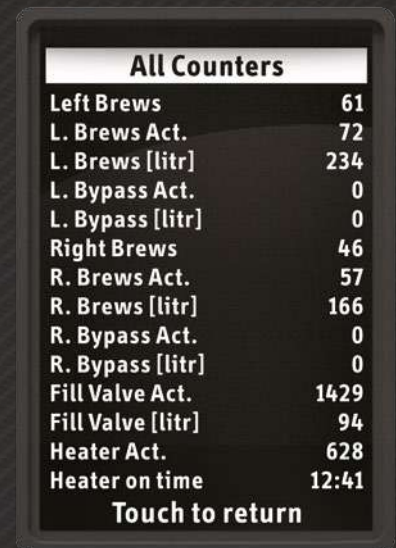 All Counters
Left Brews 61
L. Brews Act. 72
L. Brews [litr] 234
L. Bypass Act. 0
L. Bypass [litr] 0
Right Brews 46
R. Brews Act. 57
R. Brews [litr] 166
R. Bypass Act. 0
R. Bypass [litr] 0
Fill Valve Act. 1429
Fill Valve [litr] 94
Heater Act. 628
Heater on time 12:41
Touch to return